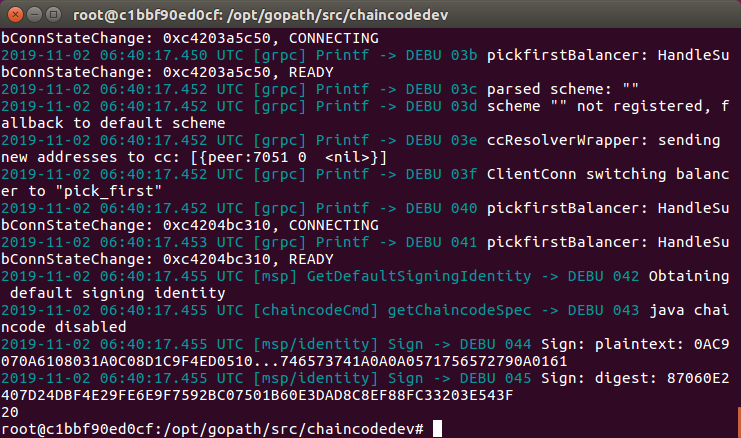 root@c1bbf90ed0cf: /opt/gopath/src/chaincodedev
bConnStateChange: 0xc4203a5c50, CONNECTING
2019-11-02 06:40:17.450 UTC [grpc] Printf -> DEBU 03b pickfirstBalancer: HandleSu
bConnStateChange: 0xc4203a5c50, READY
2019-11-02 06:40:17.452 UTC [grpc] Printf -> DEBU 03c parsed scheme: ""
2019-11-02 06:40:17.452 UTC [grpc] Printf -> DEBU 03d scheme "" not registered, f
allback to default scheme
2019-11-02 06:40:17.452 UTC [grpc] Printf -> DEBU 03e ccResolverWrapper: sending
new addresses to cc: [{peer:7051 0  <nil>}]
2019-11-02 06:40:17.452 UTC [grpc] Printf -> DEBU 03f ClientConn switching balanc
er to "pick_first"
2019-11-02 06:40:17.452 UTC [grpc] Printf -> DEBU 040 pickfirstBalancer: HandleSu
bConnStateChange: 0xc4204bc310, CONNECTING
2019-11-02 06:40:17.453 UTC [grpc] Printf -> DEBU 041 pickfirstBalancer: HandleSu
bConnStateChange: 0xc4204bc310, READY
2019-11-02 06:40:17.455 UTC [msp] GetDefaultSigningIdentity -> DEBU 042 Obtaining
 default signing identity
2019-11-02 06:40:17.455 UTC [chaincodeCmd] getChaincodeSpec -> DEBU 043 java chai
ncode disabled
2019-11-02 06:40:17.455 UTC [msp/identity] Sign -> DEBU 044 Sign: plaintext: 0AC9
070A6108031A0C08D1C9F4ED0510...746573741A0A0A0571756572790A0161
2019-11-02 06:40:17.455 UTC [msp/identity] Sign -> DEBU 045 Sign: digest: 87060E2
407D24DBF4E29FE6E9F7592BC07501B60E3DAD8C8EF88FC33203E543F
20
root@c1bbf90ed0cf:/opt/gopath/src/chaincodedev#